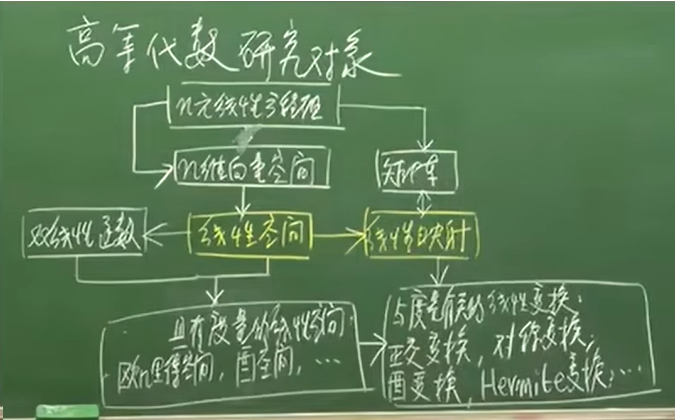 高等代数研究对象
n元线性方程组
n维向量空间
矩阵
双线性函数
线性空间
线性映射
具有度量的线性空间:
欧几里得空间, 酉空间, …
与度量有关的线性变换:
正交变换, 对称变换,
酉变换, Hermite变换, …